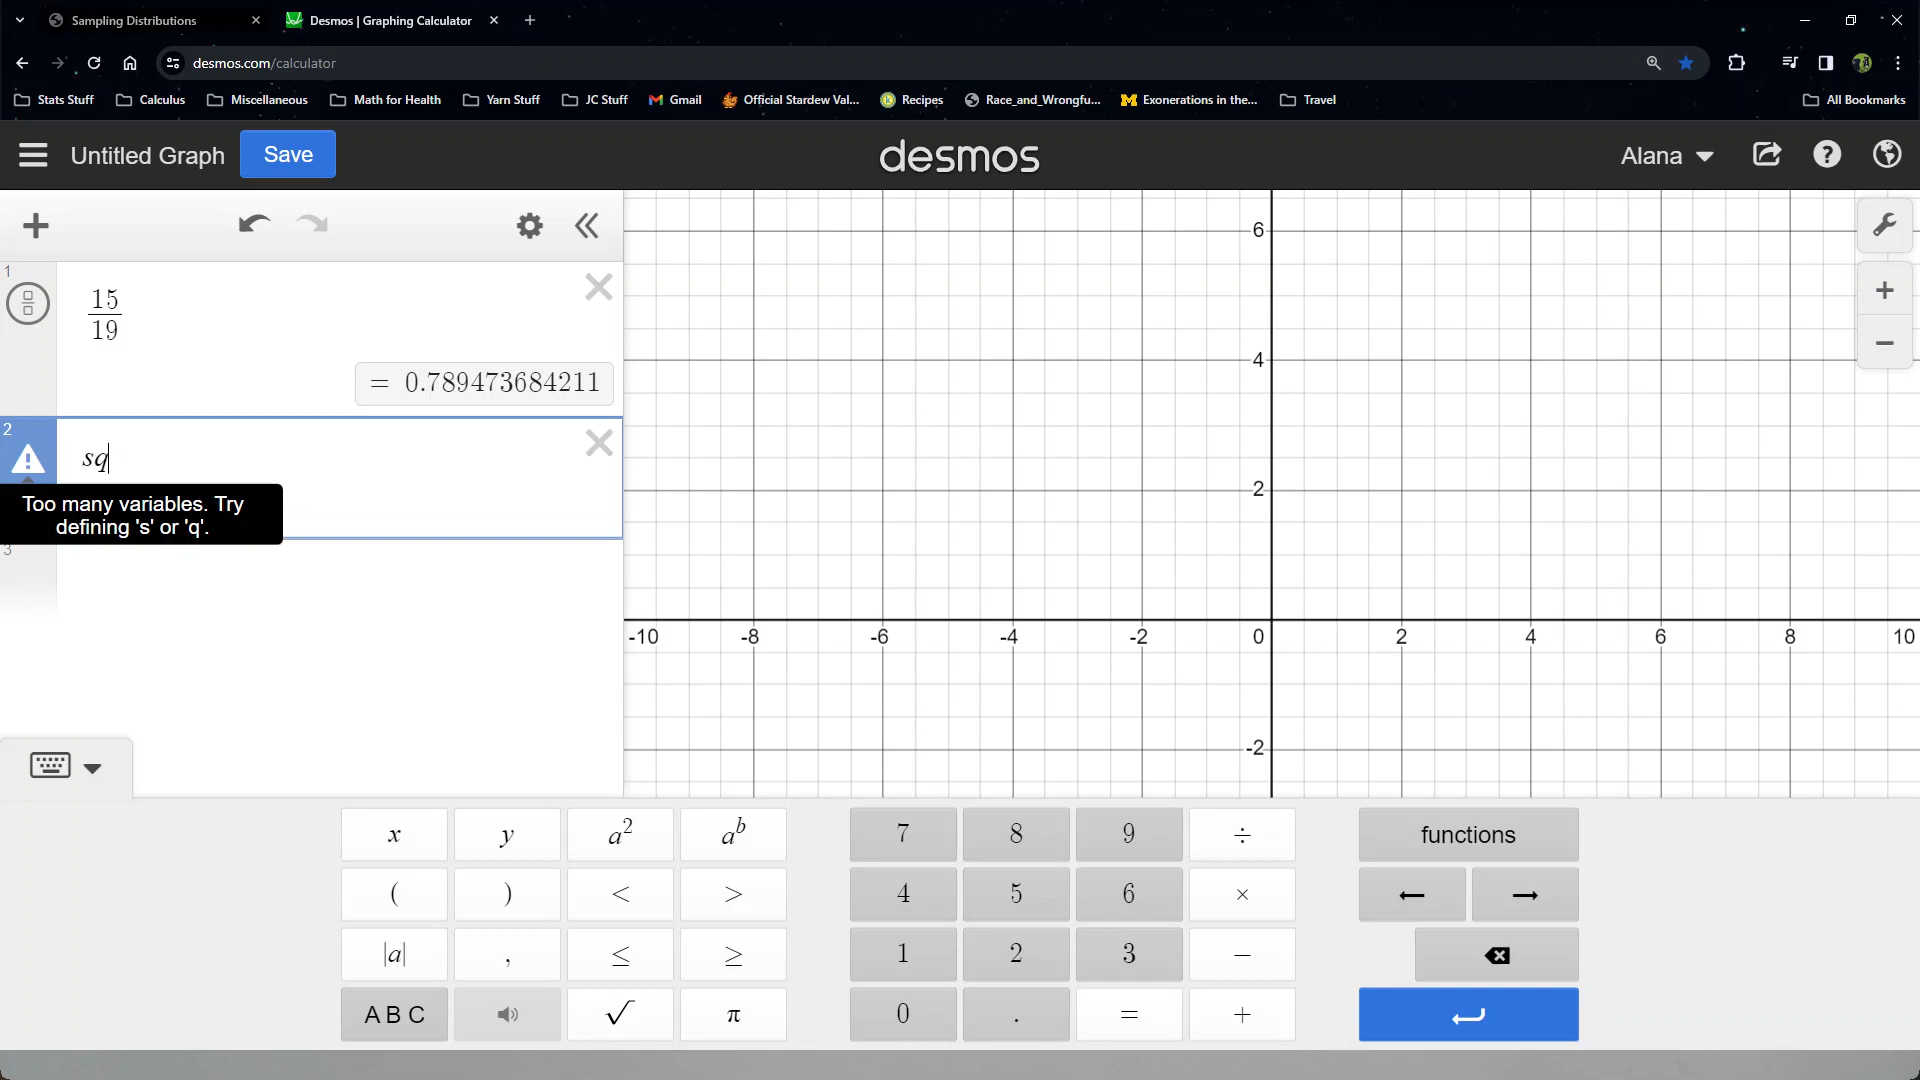 Sampling Distributions
Desmos | Graphing Calculator
desmos.com/calculator
Stats Stuff
Calculus
Miscellaneous
Math for Health
Yarn Stuff
JC Stuff
Gmail
Official Stardew Val...
Recipes
Race_and_Wrongfu...
Exonerations in the...
Travel
All Bookmarks
Untitled Graph
Save
desmos
Alana
1
15
19
= 0.789473684211
2
sq
Too many variables. Try
defining 's' or 'q'.
3
6
4
2
-10 -8 -6 -4 -2 0 2 4 6 8 10
-2
x y a² aᵇ 7 8 9 ÷ functions
( ) < > 4 5 6 × ← →
|a| , ≤ ≥ 1 2 3 −
A B C √ π 0 . = +